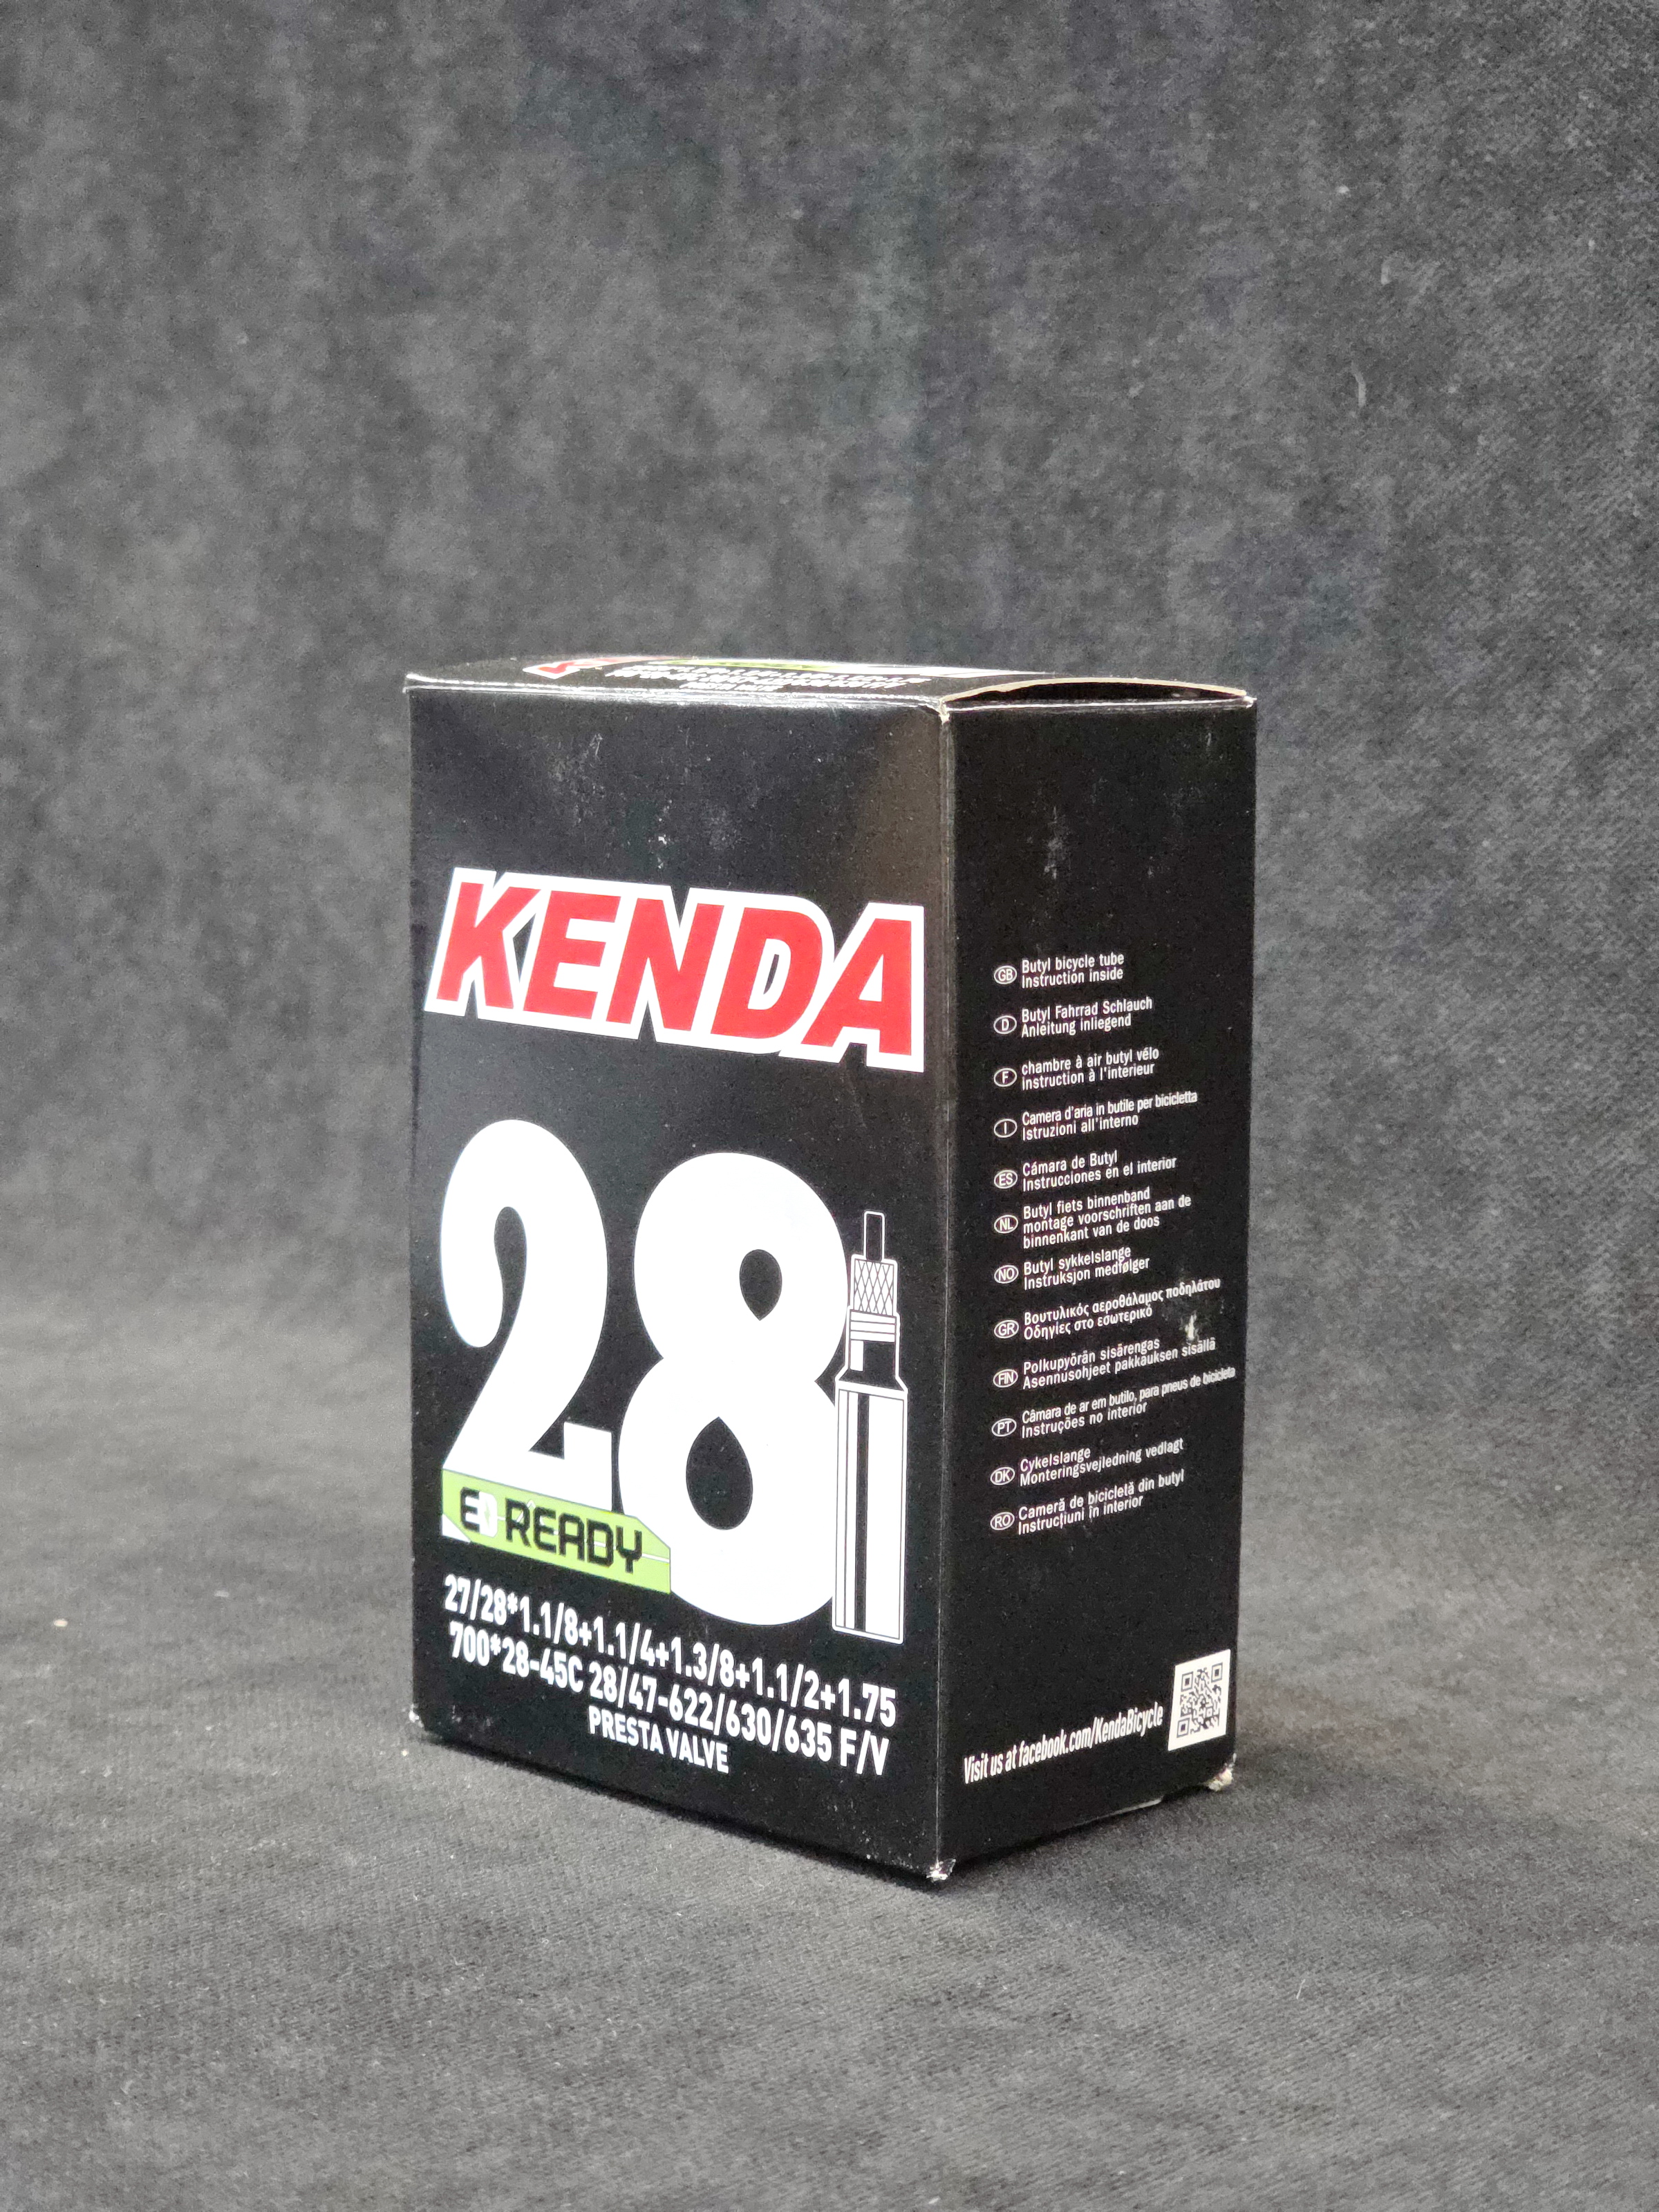 KENDA
28
E READY
27/28*1.1/8+1.1/4+1.3/8+1.1/2+1.75
700*28-45C 28/47-622/630/635 F/V
PRESTA VALVE
GB Butyl bicycle tube
Instruction inside
D Butyl Fahrrad Schlauch
Anleitung inliegend
F chambre à air butyl vélo
instruction à l'interieur
I Camera d'aria in butile per bicicletta
Istruzioni all'interno
ES Cámara de Butyl
Instrucciones en el interior
NL Butyl fiets binnenband
montage voorschriften aan de
binnenkant van de doos
NO Butyl sykkelslange
Instruksjon medfølger
GR Βουτυλικός αεροθάλαμος ποδηλάτου
Οδηγίες στο εσωτερικό
FIN Polkupyörän sisärengas
Asennusohjeet pakkauksen sisällä
PT Câmara de ar em butilo, para pneus de bicicleta
Instruções no interior
DK Cykelslange
Monteringsvejledning vedlagt
RO Cameră de bicicletă din butyl
Instrucțiuni în interior
Visit us at facebook.com/KendaBicycle